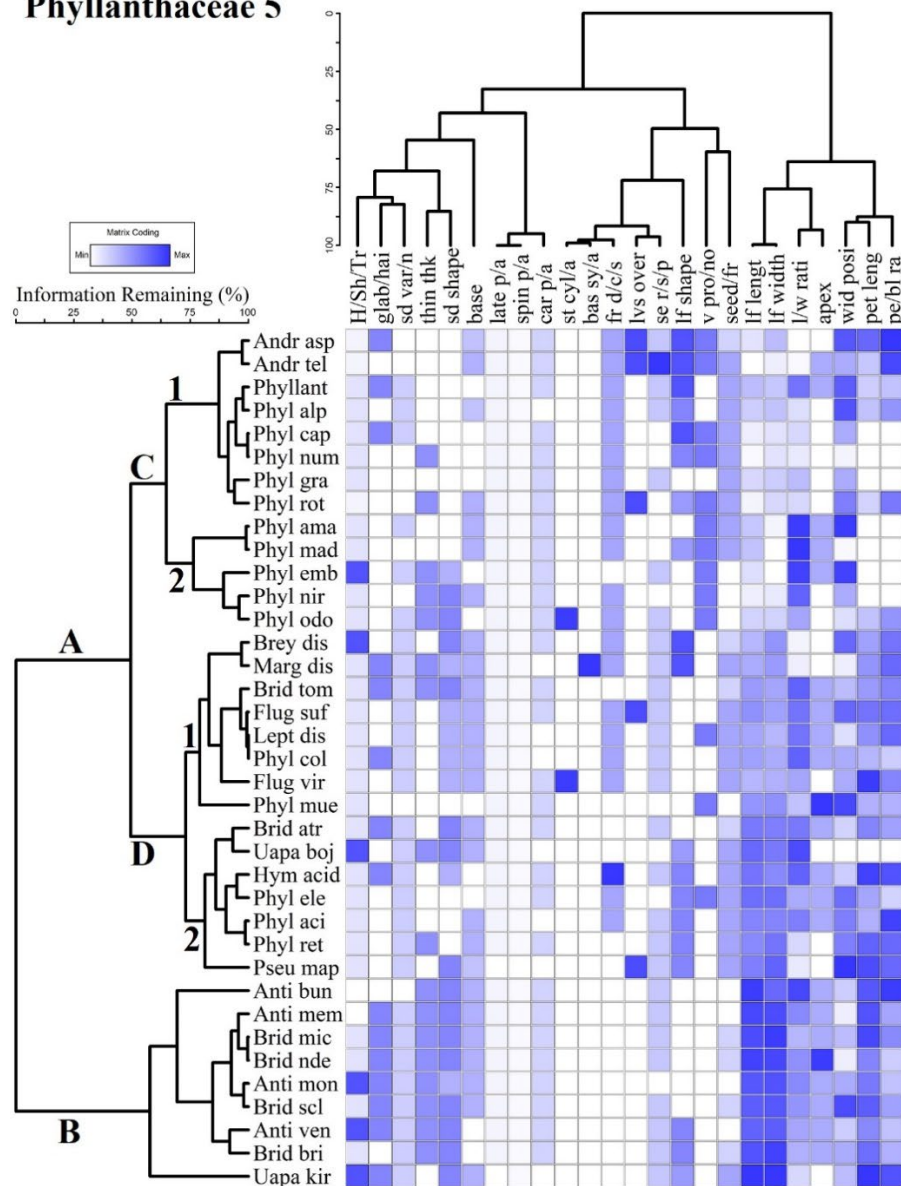 Phyllanthaceae 5
0
25
50
75
100
Matrix Coding
Min Max
Information Remaining (%)
0 25 50 75 100
H/Sh/Tr
glab/hai
sd var/n
thin thk
sd shape
base
late p/a
spin p/a
car p/a
st cyl/a
bas sy/a
fr d/c/s
lvs over
se r/s/p
lf shape
v pro/no
seed/fr
lf lengt
lf width
l/w rati
apex
wid posi
pet leng
pe/bl ra
Andr asp
Andr tel
1
Phyllant
Phyl alp
Phyl cap
C
Phyl num
Phyl gra
Phyl rot
Phyl ama
Phyl mad
2
Phyl emb
Phyl nir
Phyl odo
A
Brey dis
Marg dis
Brid tom
Flug suf
1
Lept dis
Phyl col
Flug vir
Phyl mue
Brid atr
D
Uapa boj
Hym acid
Phyl ele
Phyl aci
2
Phyl ret
Pseu map
Anti bun
Anti mem
Brid mic
Brid nde
Anti mon
Brid scl
B
Anti ven
Brid bri
Uapa kir